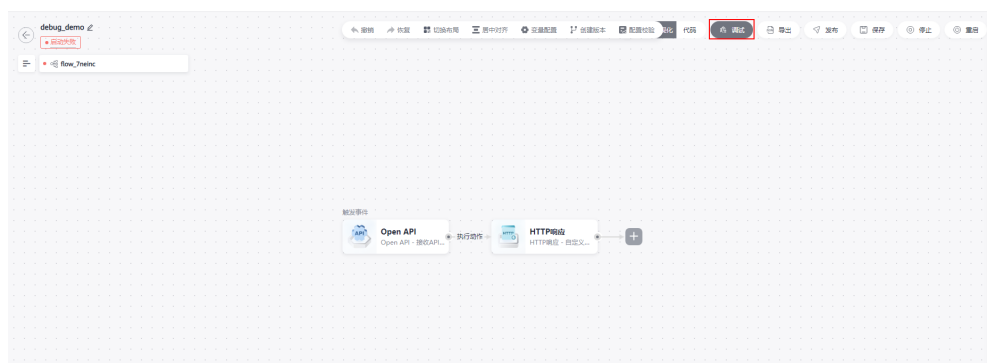 debug_demo
启动失败
撤销 恢复 切换布局 居中对齐 变量配置 创建版本 配置校验 视化 代码 调试 导出 发布 保存 停止 重启
flow_7neinc
触发事件
Open API
Open API - 接收API...
执行动作
HTTP响应
HTTP响应 - 自定义...